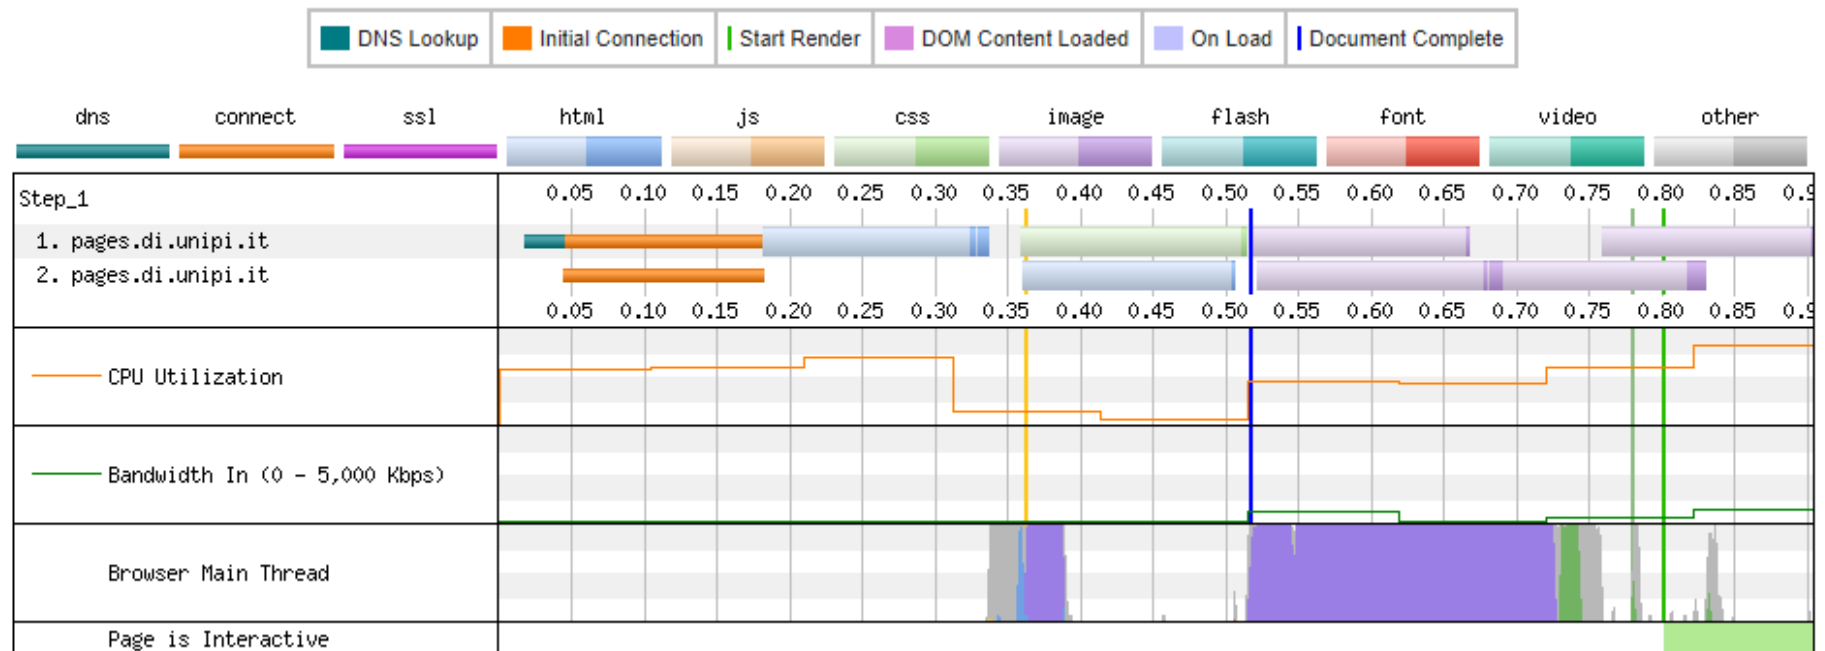 DNS Lookup Initial Connection Start Render DOM Content Loaded On Load Document Complete
dns connect ssl html js css image flash font video other
Step_1 0.05 0.10 0.15 0.20 0.25 0.30 0.35 0.40 0.45 0.50 0.55 0.60 0.65 0.70 0.75 0.80 0.85
1. pages.di.unipi.it
2. pages.di.unipi.it
0.05 0.10 0.15 0.20 0.25 0.30 0.35 0.40 0.45 0.50 0.55 0.60 0.65 0.70 0.75 0.80 0.85
CPU Utilization
Bandwidth In (0 - 5,000 Kbps)
Browser Main Thread
Page is Interactive